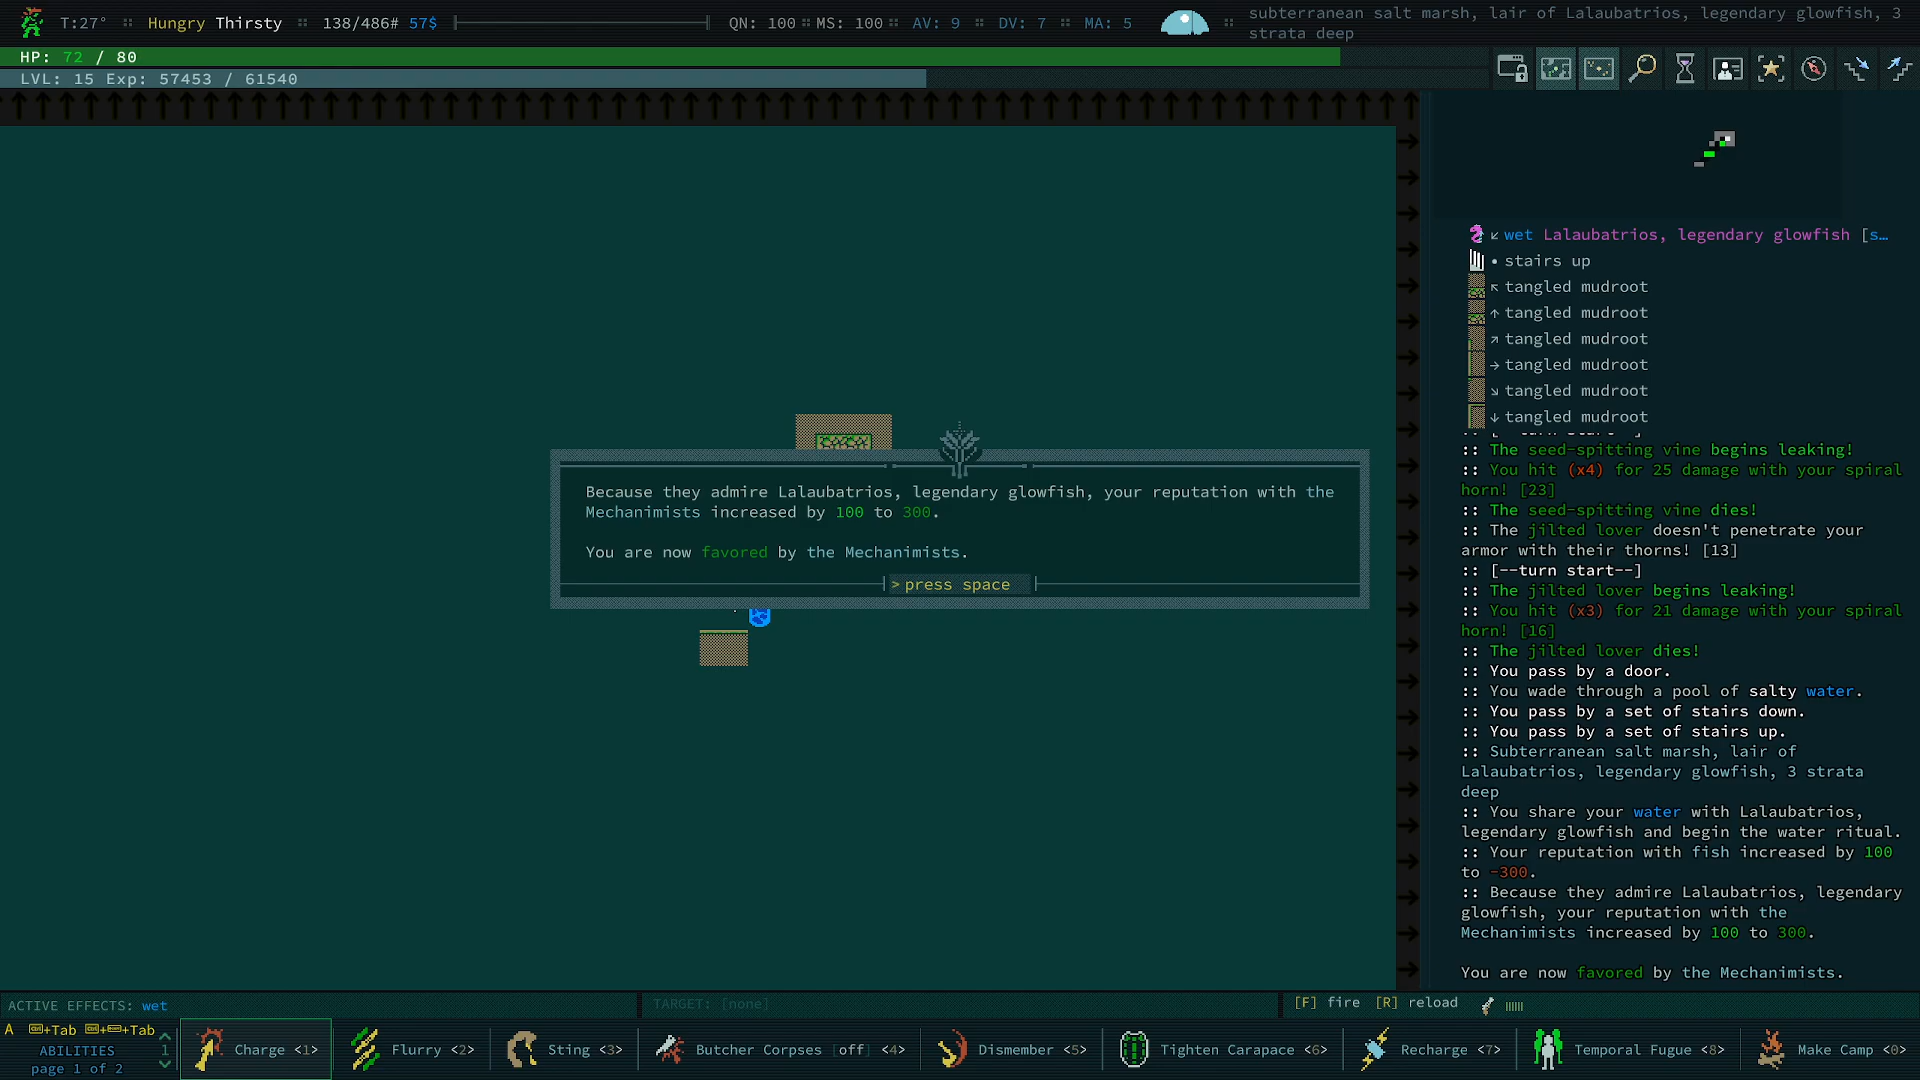 T:27° :: Hungry Thirsty :: 138/486# 57$ QN: 100 :: MS: 100 :: AV: 9 :: DV: 7 :: MA: 5 :: subterranean salt marsh, lair of Lalaubatrios, legendary glowfish, 3
strata deep
HP: 72 / 80
LVL: 15 Exp: 57453 / 61540
wet Lalaubatrios, legendary glowfish [s…
stairs up
tangled mudroot
tangled mudroot
tangled mudroot
tangled mudroot
tangled mudroot
tangled mudroot
Because they admire Lalaubatrios, legendary glowfish, your reputation with the
Mechanimists increased by 100 to 300.
You are now favored by the Mechanimists.
> press space
:: [--turn start--]
:: The seed-spitting vine begins leaking!
:: You hit (x4) for 25 damage with your spiral
horn! [23]
:: The seed-spitting vine dies!
:: The jilted lover doesn't penetrate your
armor with their thorns! [13]
:: [--turn start--]
:: The jilted lover begins leaking!
:: You hit (x3) for 21 damage with your spiral
horn! [16]
:: The jilted lover dies!
:: You pass by a door.
:: You wade through a pool of salty water.
:: You pass by a set of stairs down.
:: You pass by a set of stairs up.
:: Subterranean salt marsh, lair of
Lalaubatrios, legendary glowfish, 3 strata
deep
:: You share your water with Lalaubatrios,
legendary glowfish and begin the water ritual.
:: Your reputation with fish increased by 100
to -300.
:: Because they admire Lalaubatrios, legendary
glowfish, your reputation with the
Mechanimists increased by 100 to 300.
You are now favored by the Mechanimists.
ACTIVE EFFECTS: wet
TARGET: [none]
[F] fire [R] reload
A +Tab +Tab
ABILITIES 1
page 1 of 2
Charge <1>
Flurry <2>
Sting <3>
Butcher Corpses [off] <4>
Dismember <5>
Tighten Carapace <6>
Recharge <7>
Temporal Fugue <8>
Make Camp <0>